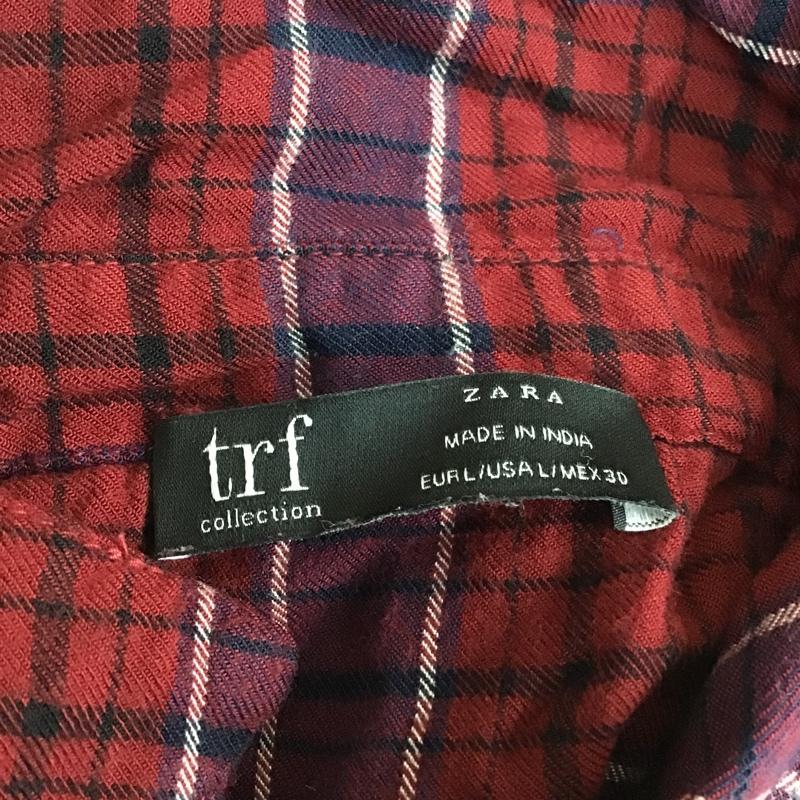 trf
collection
ZARA
MADE IN INDIA
EUR L/USA L/MEX 30